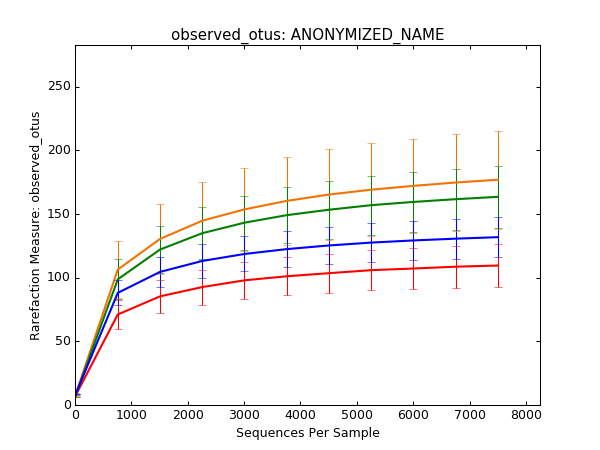 observed_otus: ANONYMIZED_NAME
Rarefaction Measure: observed_otus
250
200
150
100
50
0
0 1000 2000 3000 4000 5000 6000 7000 8000
Sequences Per Sample